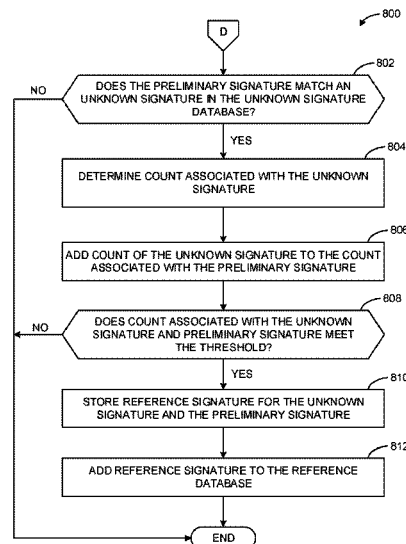 800
D
802
DOES THE PRELIMINARY SIGNATURE MATCH AN
UNKNOWN SIGNATURE IN THE UNKNOWN SIGNATURE
DATABASE?
NO
YES
804
DETERMINE COUNT ASSOCIATED WITH THE UNKNOWN
SIGNATURE
806
ADD COUNT OF THE UNKNOWN SIGNATURE TO THE COUNT
ASSOCIATED WITH THE PRELIMINARY SIGNATURE
808
DOES COUNT ASSOCIATED WITH THE UNKNOWN
SIGNATURE AND PRELIMINARY SIGNATURE MEET
THE THRESHOLD?
NO
YES
810
STORE REFERENCE SIGNATURE FOR THE UNKNOWN
SIGNATURE AND THE PRELIMINARY SIGNATURE
812
ADD REFERENCE SIGNATURE TO THE REFERENCE
DATABASE
END